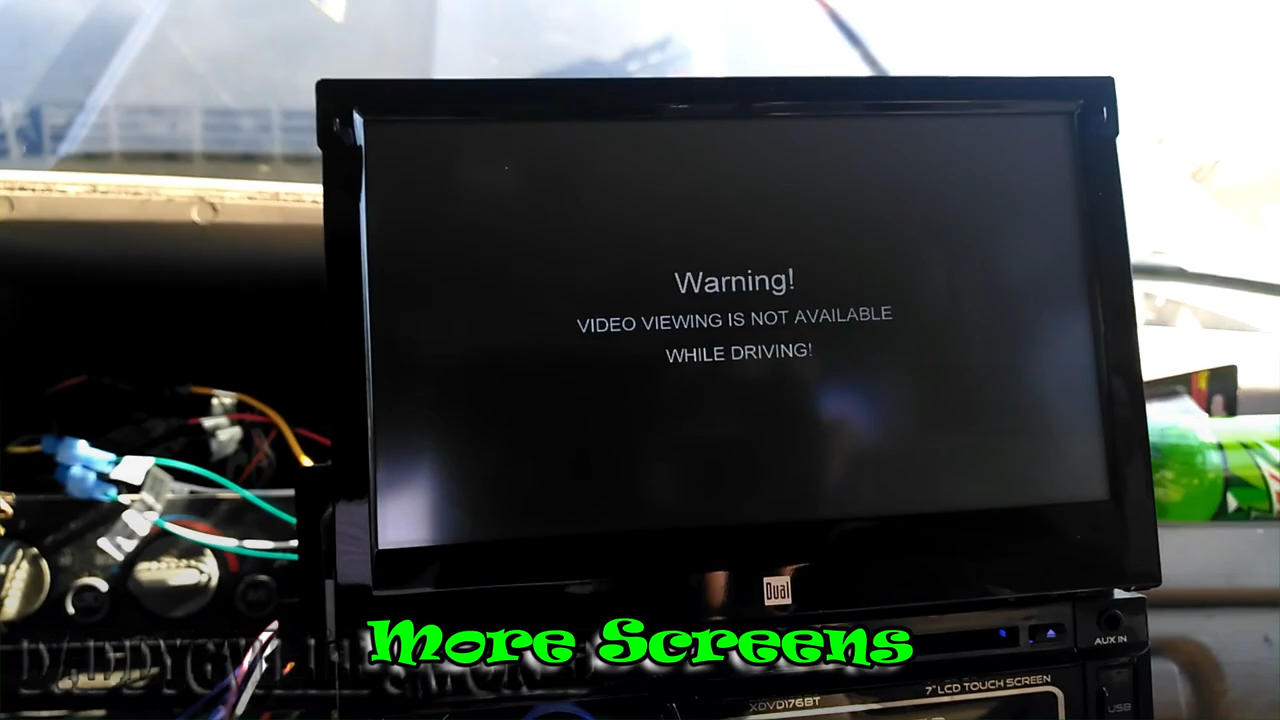 Warning!
VIDEO VIEWING IS NOT AVAILABLE
WHILE DRIVING!
Dual
More Screens
AUX IN
7" LCD TOUCH SCREEN
XDVD176BT
USB